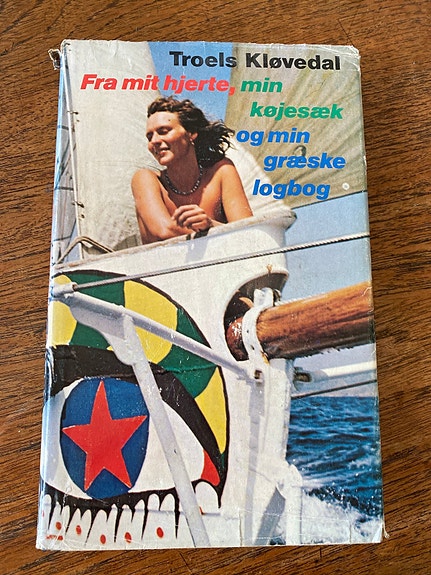 Troels Kløvedal
Fra mit hjerte, min
køjesæk
og min
græske
logbog